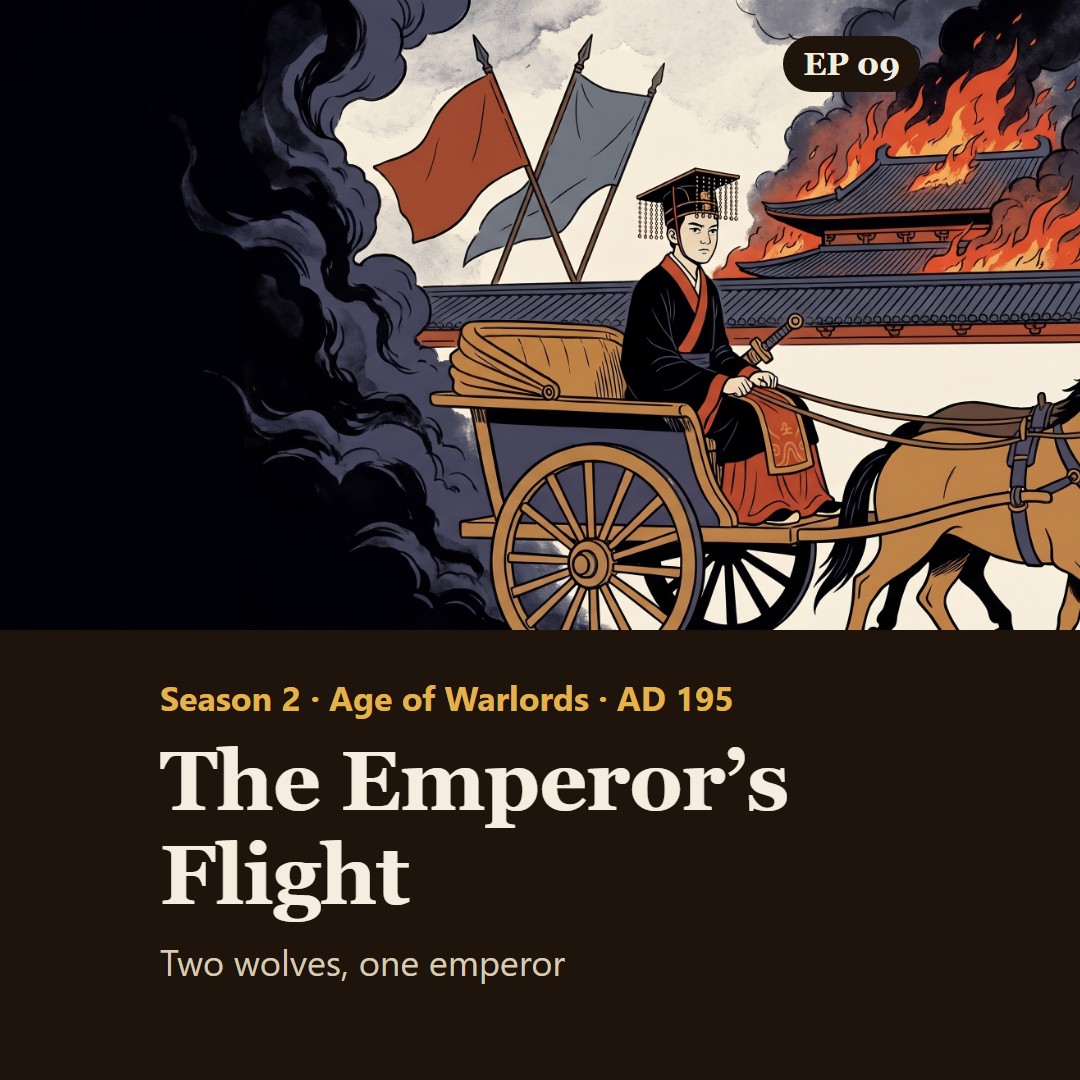 EP 09
Season 2 · Age of Warlords · AD 195
The Emperor’s
Flight
Two wolves, one emperor